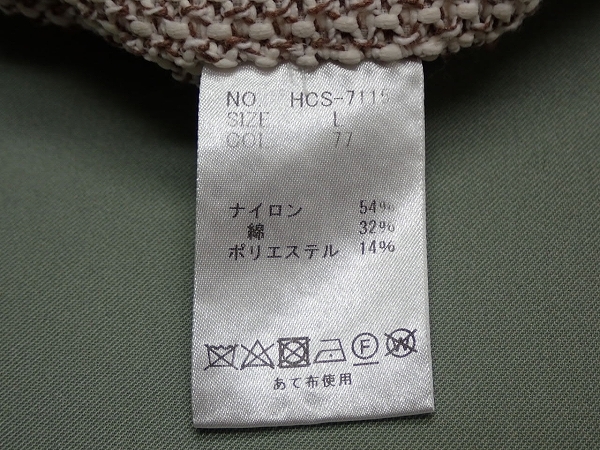 NO. HCS-7115
SIZE L
COL 77
ナイロン 54%
綿 32%
ポリエステル 14%
F W
あて布使用